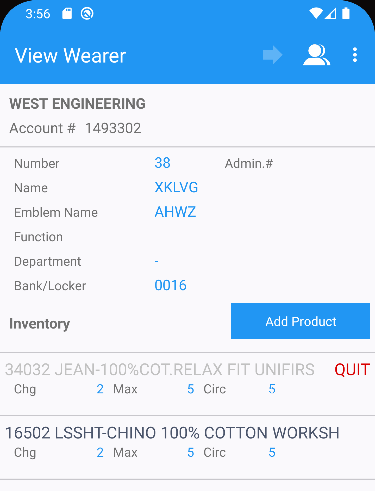 3:56
View Wearer
WEST ENGINEERING
Account # 1493302
Number 38 Admin.#
Name XKLVG
Emblem Name AHWZ
Function
Department -
Bank/Locker 0016
Inventory Add Product
34032 JEAN-100%COT.RELAX FIT UNIFIRS QUIT
Chg 2 Max 5 Circ 5
16502 LSSHT-CHINO 100% COTTON WORKSH
Chg 2 Max 5 Circ 5